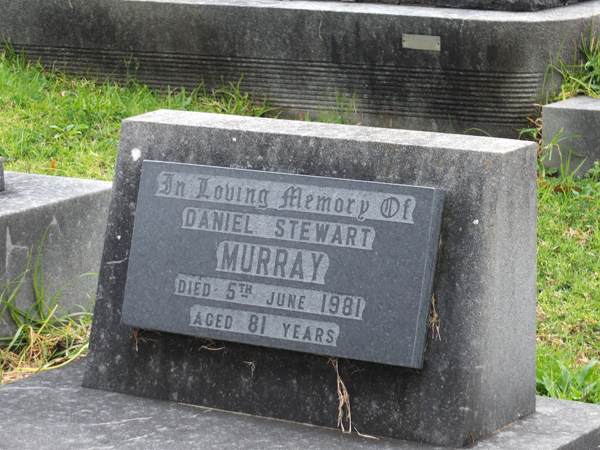 In Loving Memory Of
DANIEL STEWART
MURRAY
DIED 5TH JUNE 1981
AGED 81 YEARS